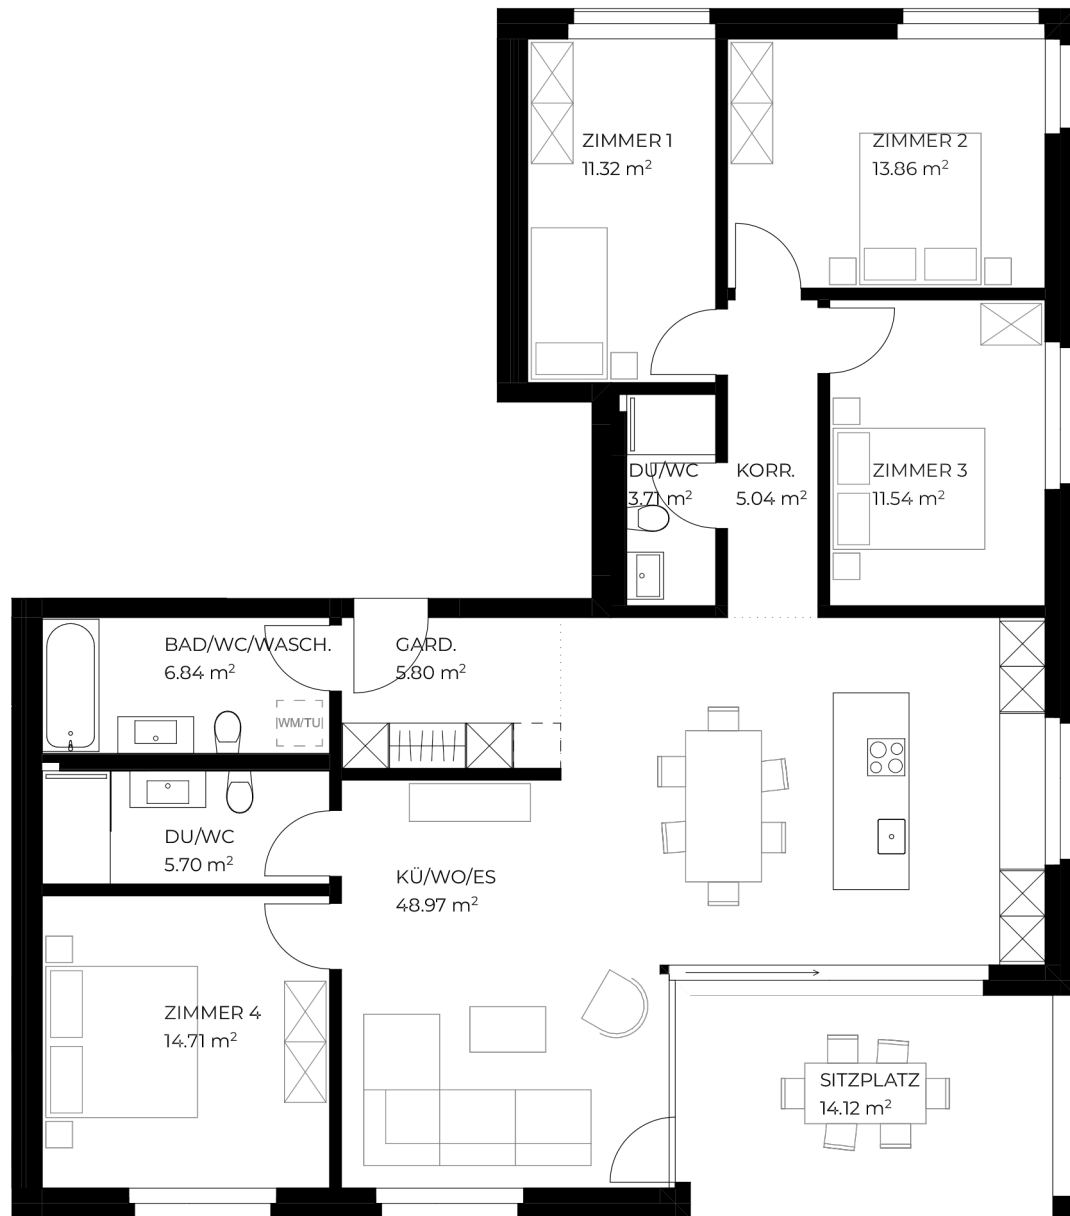 ZIMMER 1
11.32 m²
ZIMMER 2
13.86 m²
DU/WC
3.71 m²
KORR.
5.04 m²
ZIMMER 3
11.54 m²
BAD/WC/WASCH.
6.84 m²
GARD.
5.80 m²
WM/TU
DU/WC
5.70 m²
KÜ/WO/ES
48.97 m²
ZIMMER 4
14.71 m²
SITZPLATZ
14.12 m²